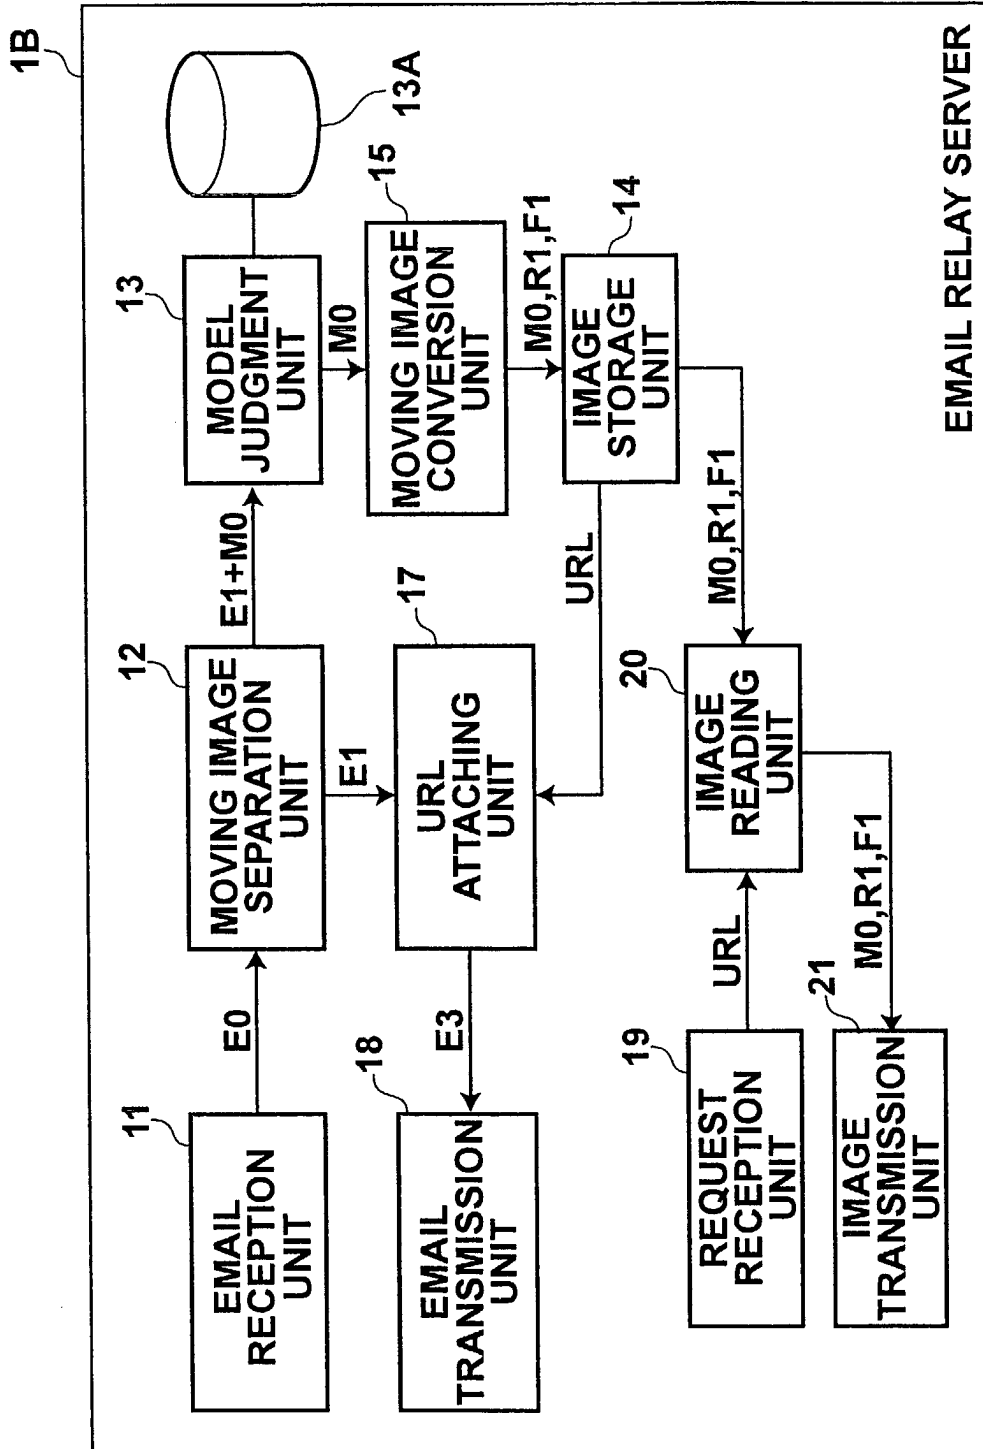 1B
11
EMAIL
RECEPTION
UNIT
E0
12
MOVING IMAGE
SEPARATION
UNIT
E1+M0
13
MODEL
JUDGMENT
UNIT
13A
E1
M0
18
EMAIL
TRANSMISSION
UNIT
E3
17
URL
ATTACHING
UNIT
15
MOVING IMAGE
CONVERSION
UNIT
M0,R1,F1
URL
14
IMAGE
STORAGE
UNIT
M0,R1,F1
19
REQUEST
RECEPTION
UNIT
URL
20
IMAGE
READING
UNIT
21
IMAGE
TRANSMISSION
UNIT
M0,R1,F1
EMAIL RELAY SERVER